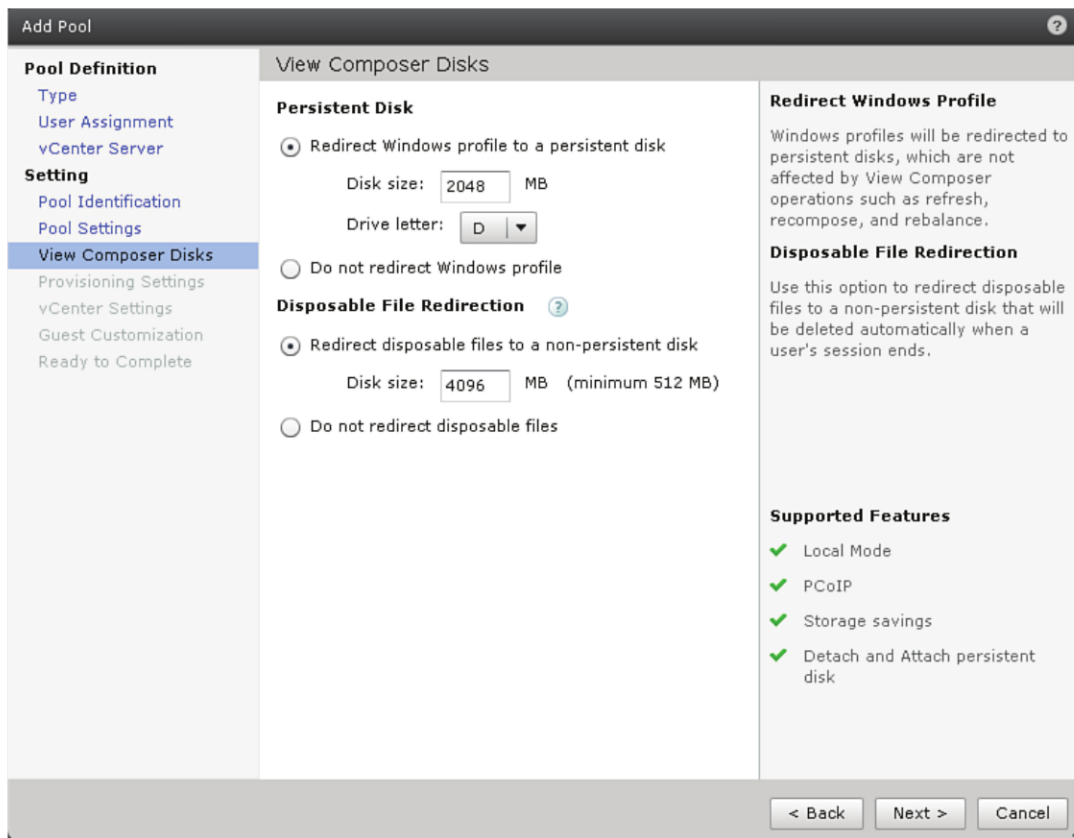 Add Pool
?
Pool Definition
Type
User Assignment
vCenter Server
Setting
Pool Identification
Pool Settings
View Composer Disks
Provisioning Settings
vCenter Settings
Guest Customization
Ready to Complete
View Composer Disks
Persistent Disk
Redirect Windows profile to a persistent disk
Disk size: 2048 MB
Drive letter: D
Do not redirect Windows profile
Disposable File Redirection ?
Redirect disposable files to a non-persistent disk
Disk size: 4096 MB (minimum 512 MB)
Do not redirect disposable files
Redirect Windows Profile
Windows profiles will be redirected to
persistent disks, which are not
affected by View Composer
operations such as refresh,
recompose, and rebalance.
Disposable File Redirection
Use this option to redirect disposable
files to a non-persistent disk that will
be deleted automatically when a
user's session ends.
Supported Features
Local Mode
PCoIP
Storage savings
Detach and Attach persistent
disk
< Back
Next >
Cancel